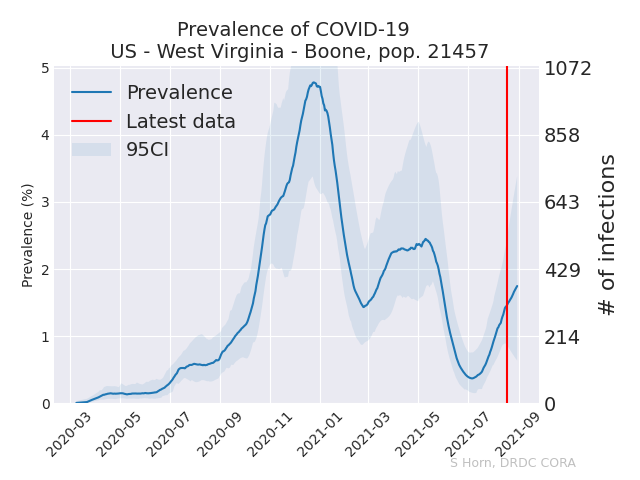 Prevalence of COVID-19
US - West Virginia - Boone, pop. 21457
Prevalence
Latest data
95CI
Prevalence (%)
5
4
3
2
1
0
1072
858
643
429
214
0
# of infections
2020-03
2020-05
2020-07
2020-09
2020-11
2021-01
2021-03
2021-05
2021-07
2021-09
S Horn, DRDC CORA